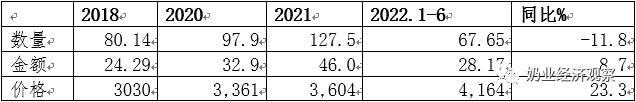 2018 2020 2021 2022.1-6 同比%
数量 80.14 97.9 127.5 67.65 -11.8
金额 24.29 32.9 46.0 28.17 8.7
价格 3030 3,361 3,604 4,164 23.3
奶业经济观察